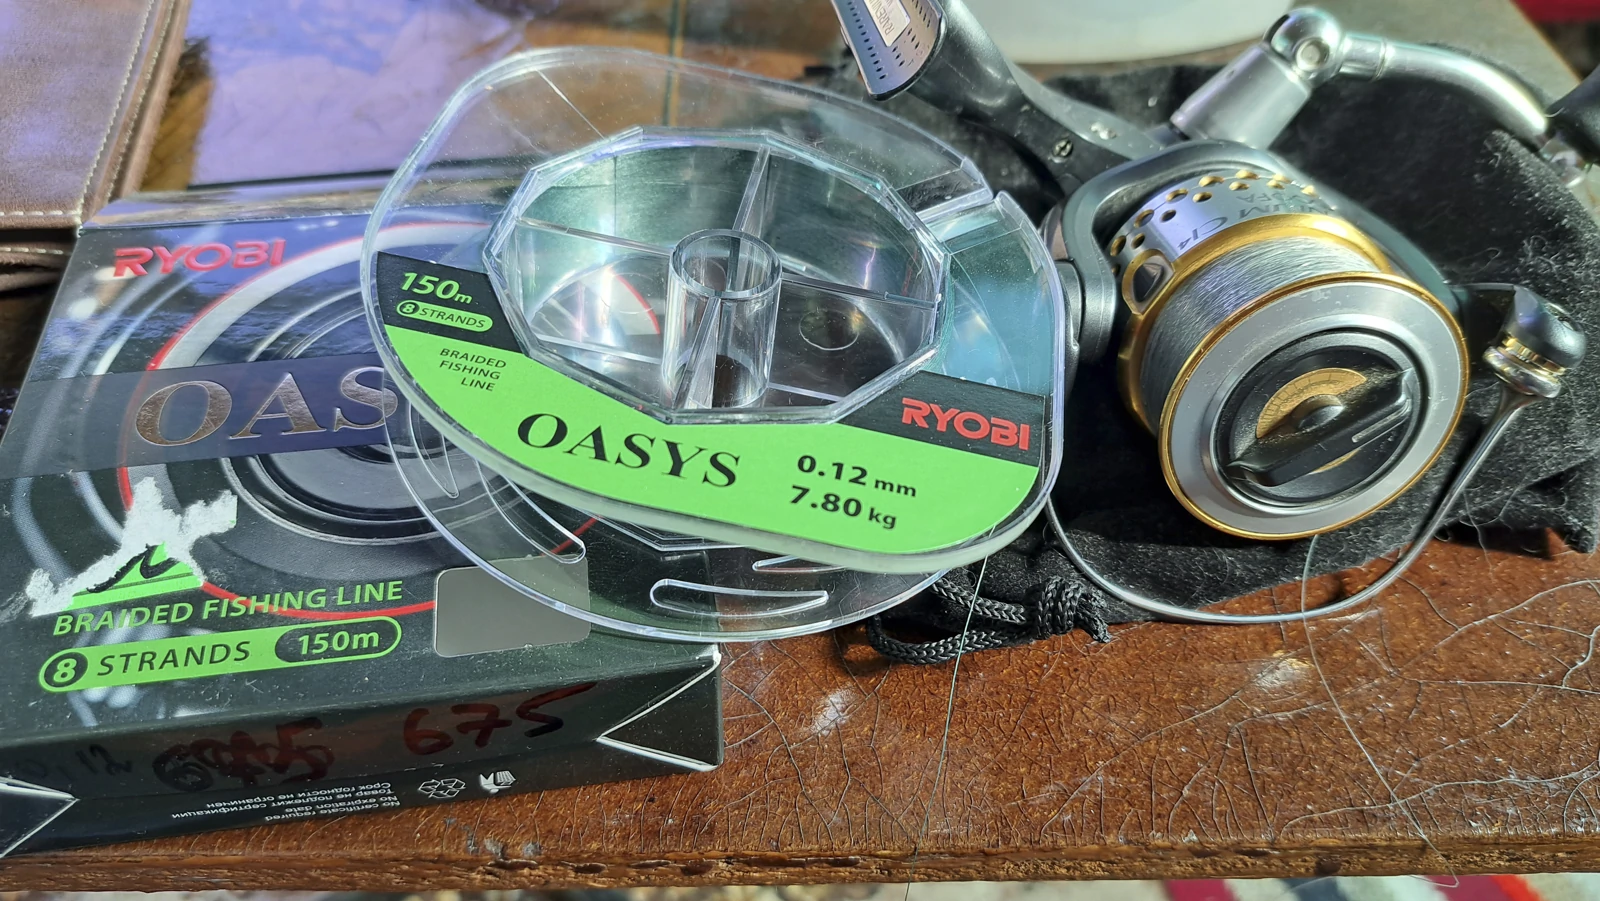 RYOBI
OAS
BRAIDED FISHING LINE
8 STRANDS 150m
675
No certificate required
No expiration date
Товар не подлежит сертификации
Срок годности не ограничен
150m
8 STRANDS
BRAIDED
FISHING
LINE
OASYS
RYOBI
0.12 mm
7.80 kg
CI4